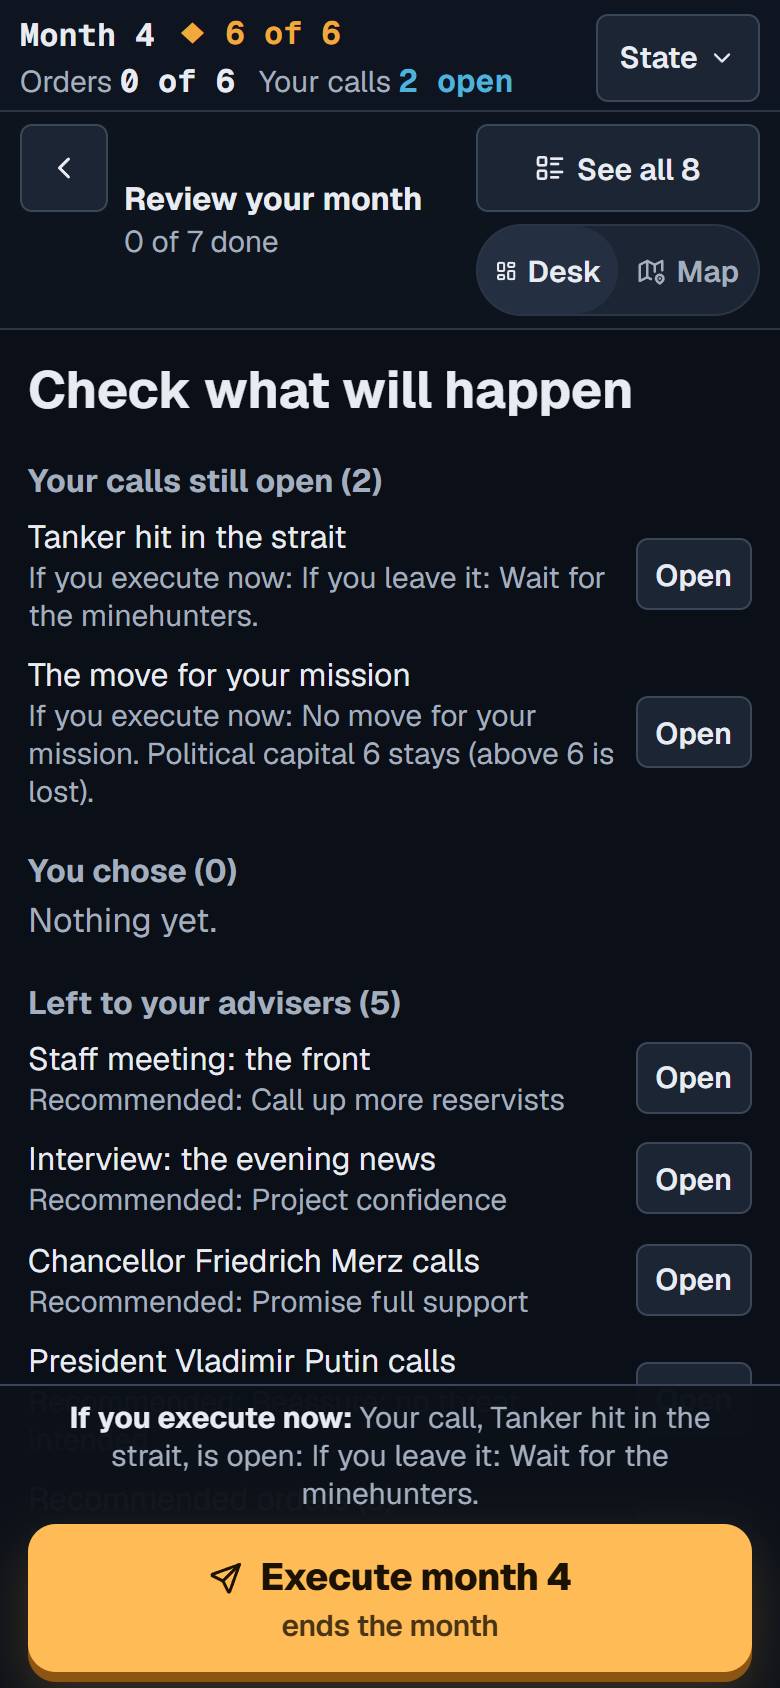 Month 4 ◆ 6 of 6
Orders 0 of 6 Your calls 2 open
State
See all 8
Review your month
0 of 7 done
Desk
Map
Check what will happen
Your calls still open (2)
Tanker hit in the strait
If you execute now: If you leave it: Wait for
the minehunters.
Open
The move for your mission
If you execute now: No move for your
mission. Political capital 6 stays (above 6 is
lost).
Open
You chose (0)
Nothing yet.
Left to your advisers (5)
Staff meeting: the front
Recommended: Call up more reservists
Open
Interview: the evening news
Recommended: Project confidence
Open
Chancellor Friedrich Merz calls
Recommended: Promise full support
Open
President Vladimir Putin calls
Open
If you execute now: Your call, Tanker hit in the
strait, is open: If you leave it: Wait for the
minehunters.
Execute month 4
ends the month